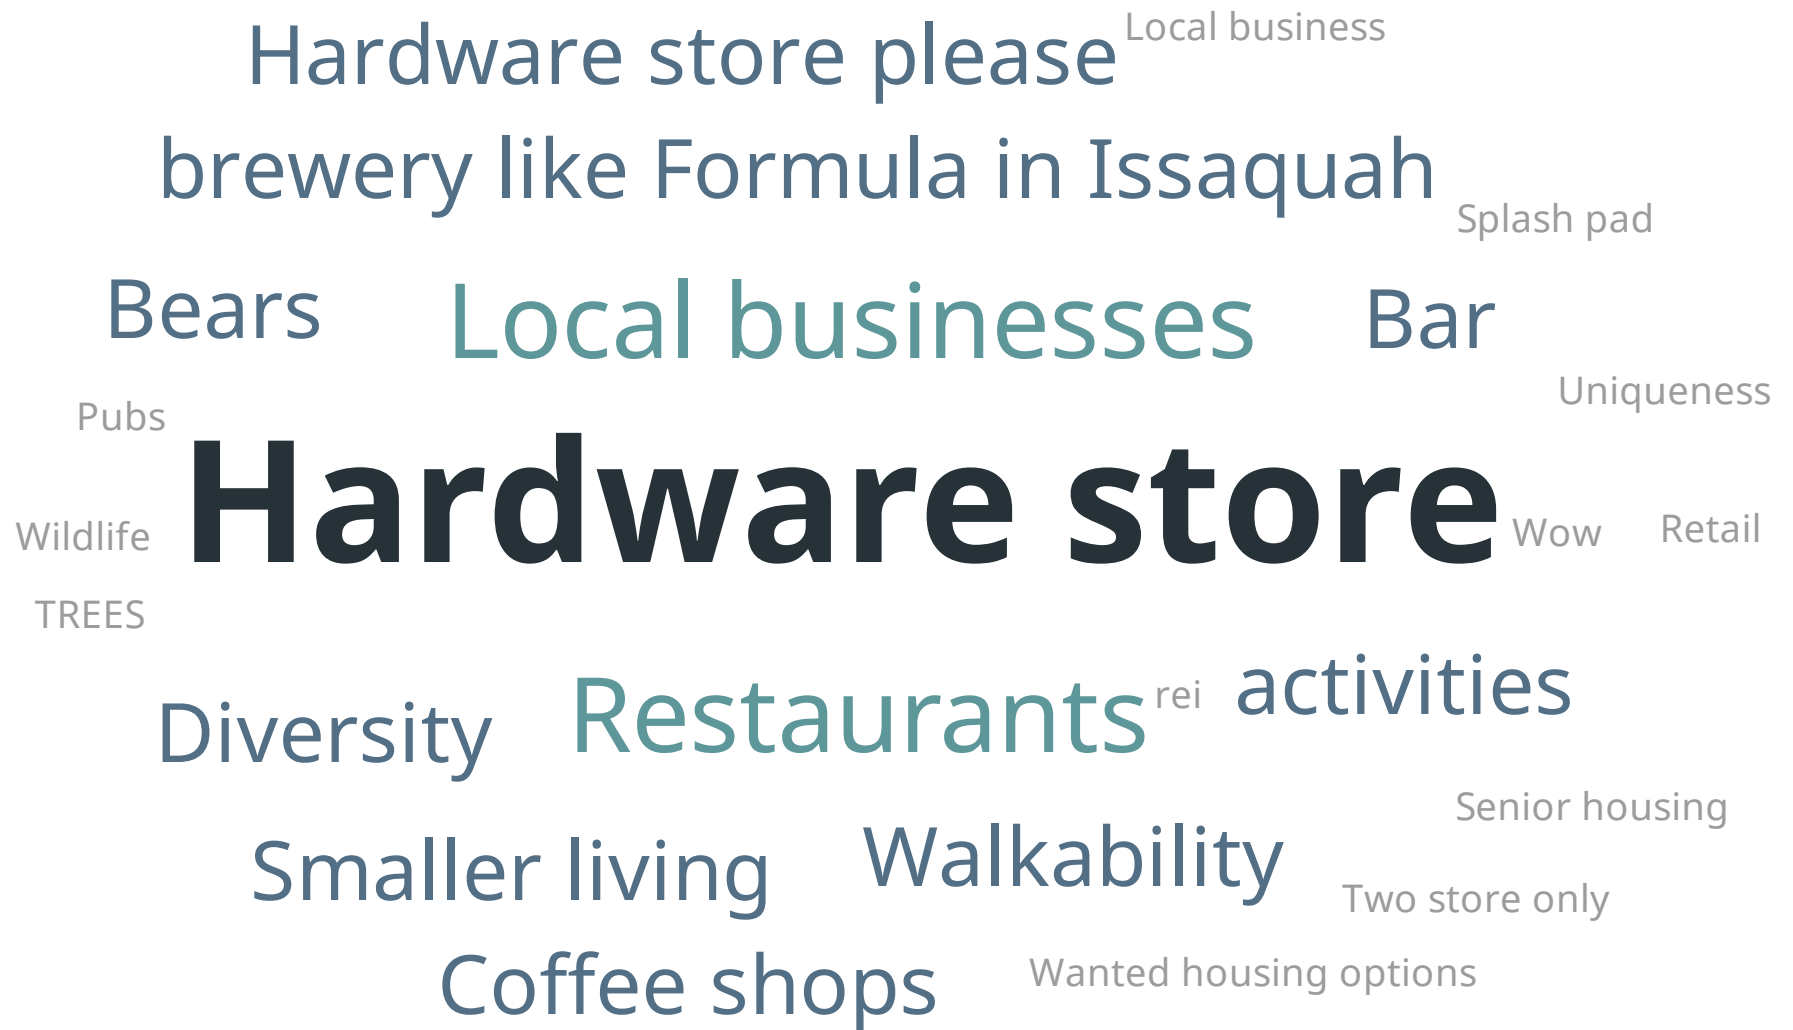 Hardware store please
Local business
brewery like Formula in Issaquah
Splash pad
Bears
Local businesses
Bar
Uniqueness
Pubs
Hardware store
Wildlife
Wow
Retail
TREES
Diversity
Restaurants
rei
activities
Senior housing
Smaller living
Walkability
Two store only
Coffee shops
Wanted housing options